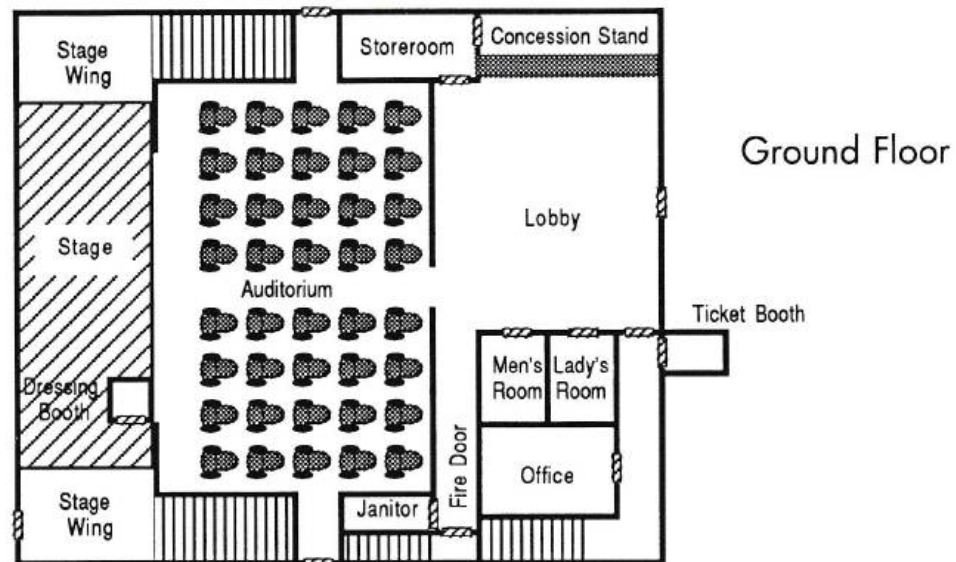 Stage
Wing
Storeroom
Concession Stand
Ground Floor
Lobby
Stage
Auditorium
Ticket Booth
Men's
Room
Lady's
Room
Dressing
Booth
Fire Door
Office
Stage
Wing
Janitor